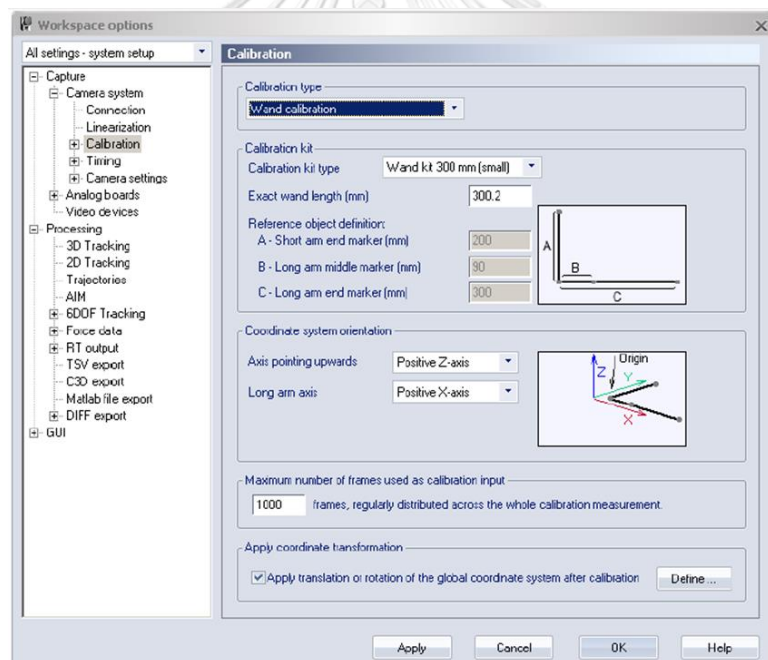 Workspace options
All settings - system setup
Capture
Camera system
Connection
Linearization
Calibration
Timing
Camera settings
Analog boards
Video devices
Processing
3D Tracking
2D Tracking
Trajectories
AIM
6DOF Tracking
Force data
RT output
TSV export
C3D export
Matlab file export
DIFF export
GUI
Calibration
Calibration type
Wand calibration
Calibration kit
Calibration kit type Wand kit 300 mm (small)
Exact wand length (mm) 300.2
Reference object definition:
A - Short arm end marker (mm) 200
B - Long arm middle marker (mm) 90
C - Long arm end marker (mm) 300
A
B
C
Coordinate system orientation
Axis pointing upwards Positive Z-axis
Long arm axis Positive X-axis
Origin
Z
Y
X
Maximum number of frames used as calibration input
1000 frames, regularly distributed across the whole calibration measurement.
Apply coordinate transformation
Apply translation or rotation of the global coordinate system after calibration Define ...
Apply Cancel OK Help